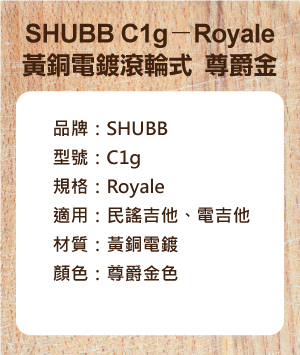 SHUBB C1g－Royale
黃銅電鍍滾輪式 尊爵金
品牌：SHUBB
型號：C1g
規格：Royale
適用：民謠吉他、電吉他
材質：黃銅電鍍
顏色：尊爵金色